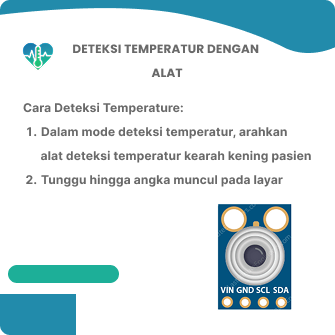 DETEKSI TEMPERATUR DENGAN
ALAT
Cara Deteksi Temperature:
1. Dalam mode deteksi temperatur, arahkan
alat deteksi temperatur kearah kening pasien
2. Tunggu hingga angka muncul pada layar
VIN GND SCL SDA